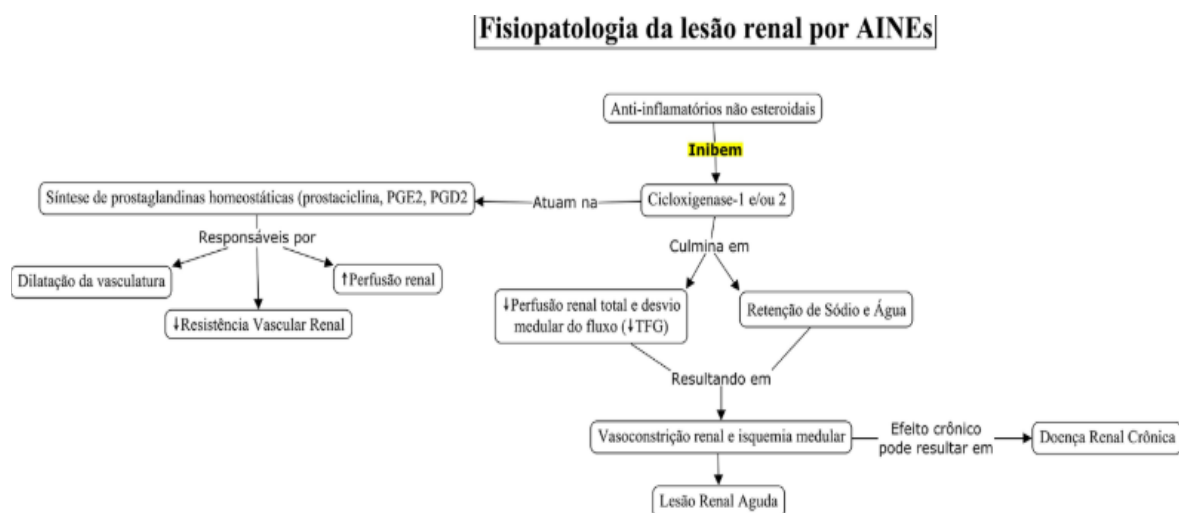 Fisiopatologia da lesão renal por AINEs
Anti-inflamatórios não esteroidais
Inibem
Síntese de prostaglandinas homeostáticas (prostaciclina, PGE2, PGD2
Atuam na
Cicloxigenase-1 e/ou 2
Responsáveis por
Culmina em
Dilatação da vasculatura
↑Perfusão renal
↓Resistência Vascular Renal
↓Perfusão renal total e desvio
medular do fluxo (↓TFG)
Retenção de Sódio e Água
Resultando em
Vasoconstrição renal e isquemia medular
Efeito crônico
pode resultar em
Doença Renal Crônica
Lesão Renal Aguda